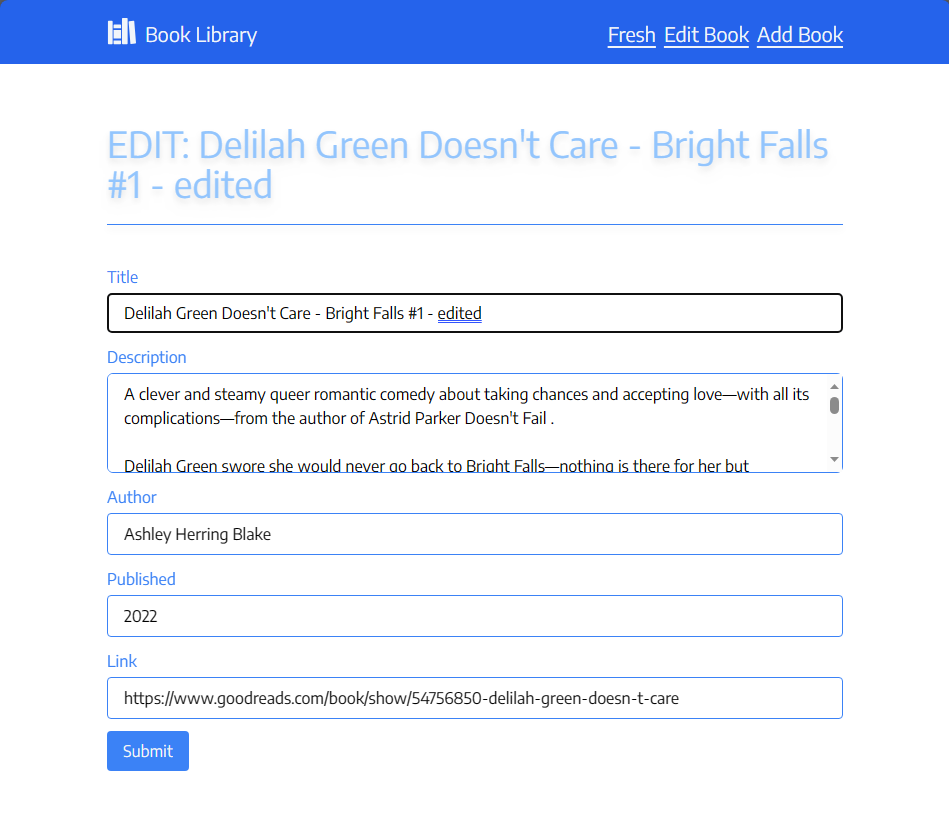 Book Library
Fresh Edit Book Add Book
EDIT: Delilah Green Doesn't Care - Bright Falls
#1 - edited
Title
Delilah Green Doesn't Care - Bright Falls #1 - edited
Description
A clever and steamy queer romantic comedy about taking chances and accepting love—with all its
complications—from the author of Astrid Parker Doesn't Fail .
Delilah Green swore she would never go back to Bright Falls—nothing is there for her but
Author
Ashley Herring Blake
Published
2022
Link
https://www.goodreads.com/book/show/54756850-delilah-green-doesn-t-care
Submit